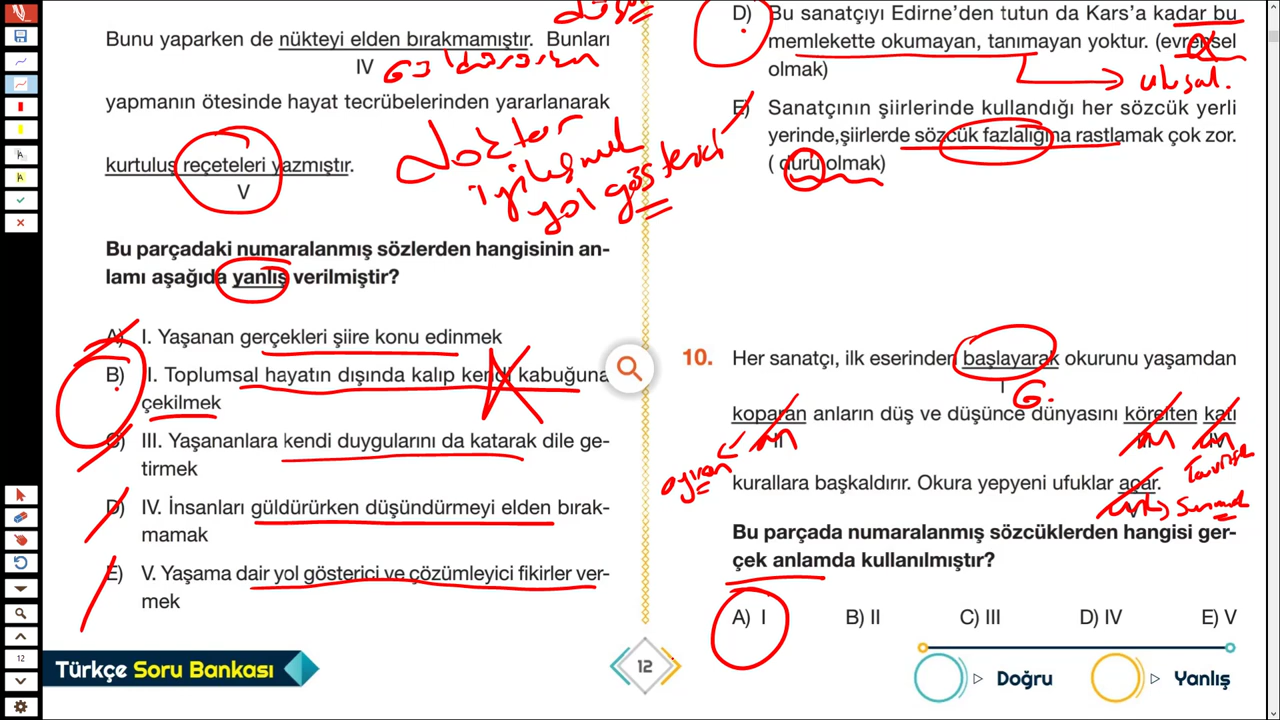 Bunu yaparken de nükteyi elden bırakmamıştır. Bunları
IV
yapmanın ötesinde hayat tecrübelerinden yararlanarak
kurtuluş reçeteleri yazmıştır.
V
Bu parçadaki numaralanmış sözlerden hangisinin an-
lamı aşağıda yanlış verilmiştir?
A) I. Yaşanan gerçekleri şiire konu edinmek
B) II. Toplumsal hayatın dışında kalıp kendi kabuğuna
çekilmek
C) III. Yaşananlara kendi duygularını da katarak dile ge-
tirmek
D) IV. İnsanları güldürürken düşündürmeyi elden bırak-
mamak
E) V. Yaşama dair yol gösterici ve çözümleyici fikirler ver-
mek
yol gösterici
D) Bu sanatçıyı Edirne’den tutun da Kars’a kadar bu
memlekette okumayan, tanımayan yoktur. (evrensel
olmak)
ulusal.
E) Sanatçının şiirlerinde kullandığı her sözcük yerli
yerinde,şiirlerde sözcük fazlalığına rastlamak çok zor.
( duru olmak)
10. Her sanatçı, ilk eserinden başlayarak okurunu yaşamdan
I
G.
koparan anların düş ve düşünce dünyasını körelten katı
II III IV
kurallara başkaldırır. Okura yepyeni ufuklar açar.
Bu parçada numaralanmış sözcüklerden hangisi ger-
çek anlamda kullanılmıştır?
A) I B) II C) III D) IV E) V
Türkçe Soru Bankası
12
Doğru Yanlış
12